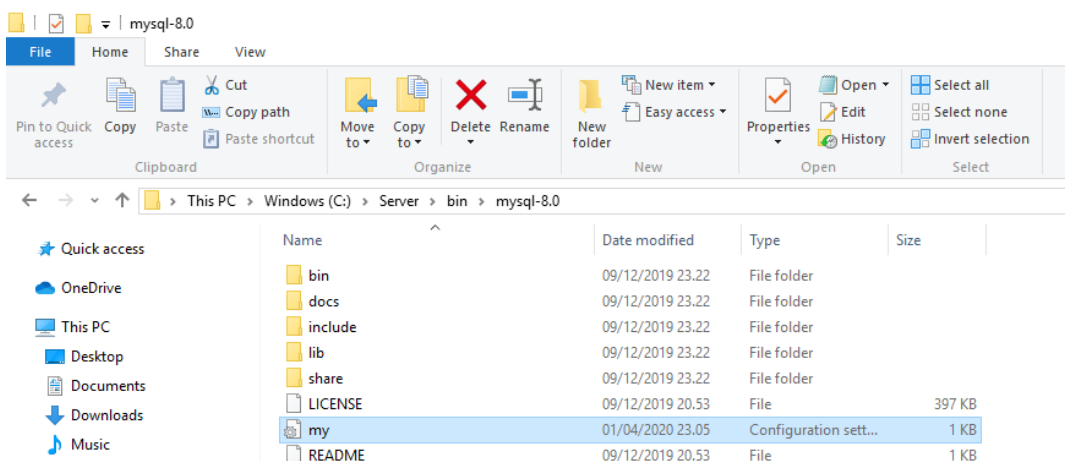 mysql-8.0
File Home Share View
Pin to Quick access
Copy
Paste
Cut
Copy path
Paste shortcut
Clipboard
Move to
Copy to
Delete
Rename
Organize
New folder
New item
Easy access
New
Properties
Open
Edit
History
Open
Select all
Select none
Invert selection
Select
This PC > Windows (C:) > Server > bin > mysql-8.0
Quick access
OneDrive
This PC
Desktop
Documents
Downloads
Music
Name Date modified Type Size
bin 09/12/2019 23.22 File folder
docs 09/12/2019 23.22 File folder
include 09/12/2019 23.22 File folder
lib 09/12/2019 23.22 File folder
share 09/12/2019 23.22 File folder
LICENSE 09/12/2019 20.53 File 397 KB
my 01/04/2020 23.05 Configuration sett... 1 KB
README 09/12/2019 20.53 File 1 KB